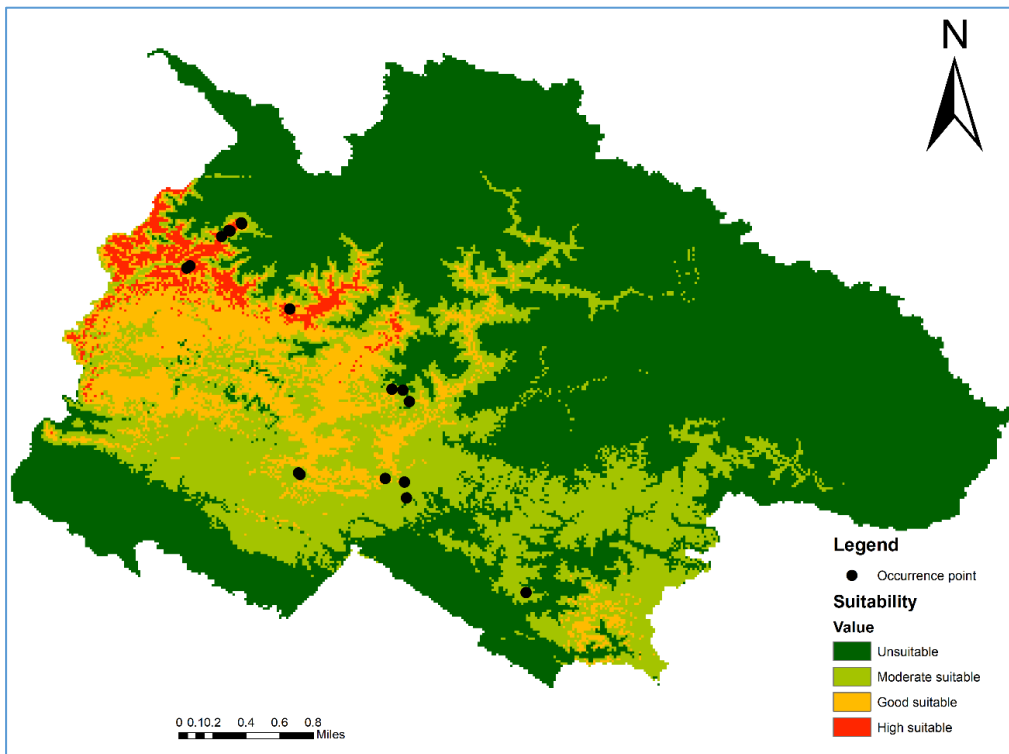 N
Legend
Occurrence point
Suitability
Value
Unsuitable
Moderate suitable
Good suitable
High suitable
0 0.10.2 0.4 0.6 0.8
Miles